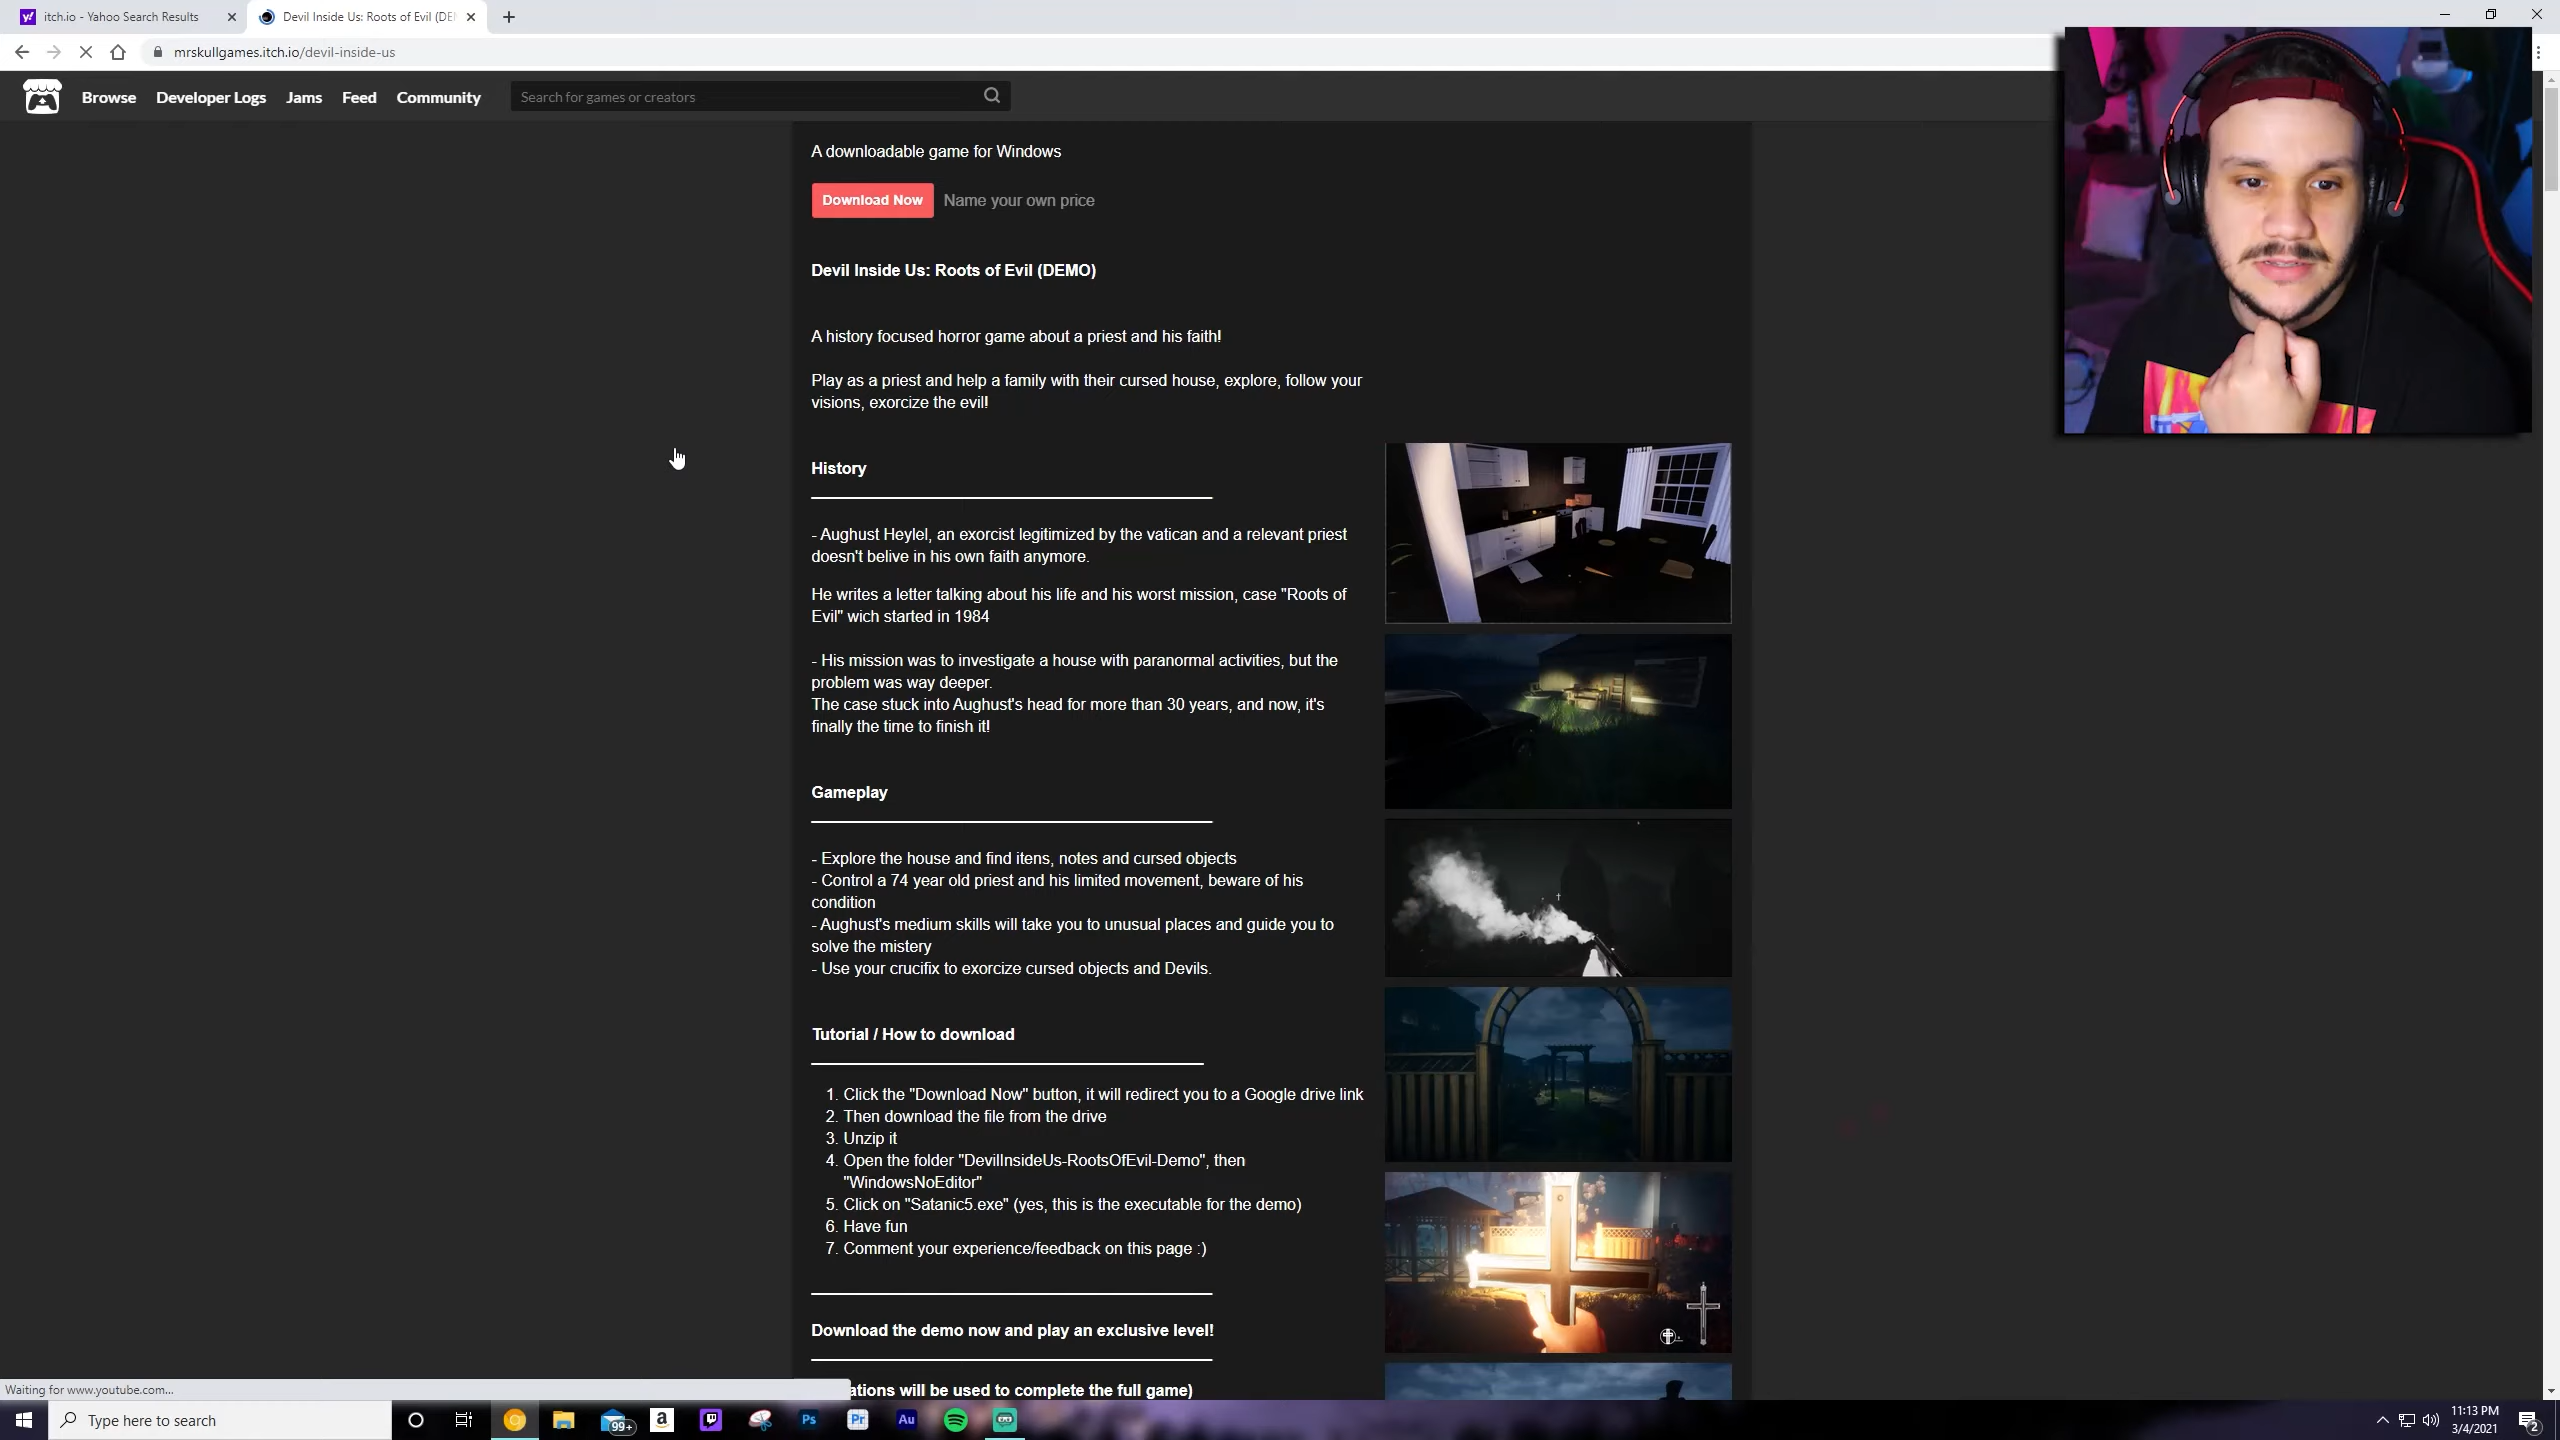 itch.io - Yahoo Search Results
Devil Inside Us: Roots of Evil (DE
mrskullgames.itch.io/devil-inside-us
Browse
Developer Logs
Jams
Feed
Community
Search for games or creators
A downloadable game for Windows
Download Now
Name your own price
Devil Inside Us: Roots of Evil (DEMO)
A history focused horror game about a priest and his faith!
Play as a priest and help a family with their cursed house, explore, follow your
visions, exorcize the evil!
History
- Aughust Heylel, an exorcist legitimized by the vatican and a relevant priest
doesn't belive in his own faith anymore.
He writes a letter talking about his life and his worst mission, case "Roots of
Evil" wich started in 1984
- His mission was to investigate a house with paranormal activities, but the
problem was way deeper.
The case stuck into Aughust's head for more than 30 years, and now, it's
finally the time to finish it!
Gameplay
- Explore the house and find itens, notes and cursed objects
- Control a 74 year old priest and his limited movement, beware of his
condition
- Aughust's medium skills will take you to unusual places and guide you to
solve the mistery
- Use your crucifix to exorcize cursed objects and Devils.
Tutorial / How to download
1. Click the "Download Now" button, it will redirect you to a Google drive link
2. Then download the file from the drive
3. Unzip it
4. Open the folder "DevilInsideUs-RootsOfEvil-Demo", then
"WindowsNoEditor"
5. Click on "Satanic5.exe" (yes, this is the executable for the demo)
6. Have fun
7. Comment your experience/feedback on this page :)
Download the demo now and play an exclusive level!
ations will be used to complete the full game)
Waiting for www.youtube.com...
Type here to search
99+
a
Ps
Pr
Au
11:13 PM
3/4/2021
2